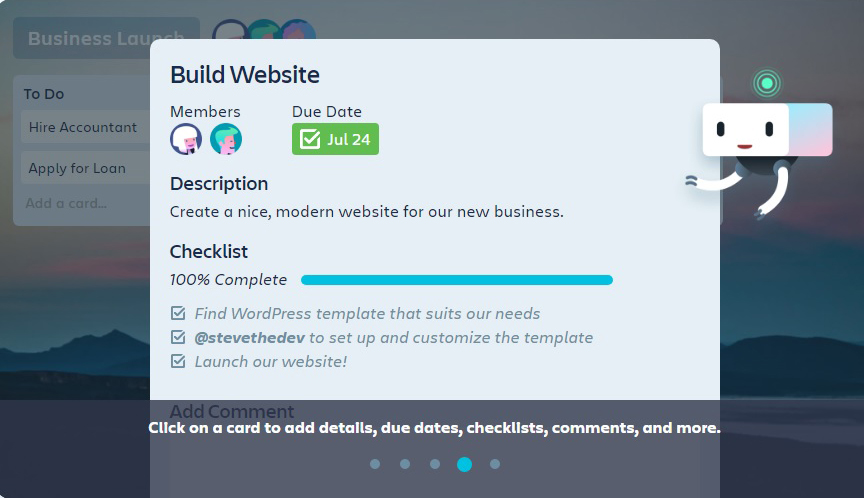 Business Launch
To Do
Hire Accountant
Apply for Loan
Add a card...
Build Website
Members
Due Date
Jul 24
Description
Create a nice, modern website for our new business.
Checklist
100% Complete
Find WordPress template that suits our needs
@stevethedev to set up and customize the template
Launch our website!
Add Comment
Click on a card to add details, due dates, checklists, comments, and more.